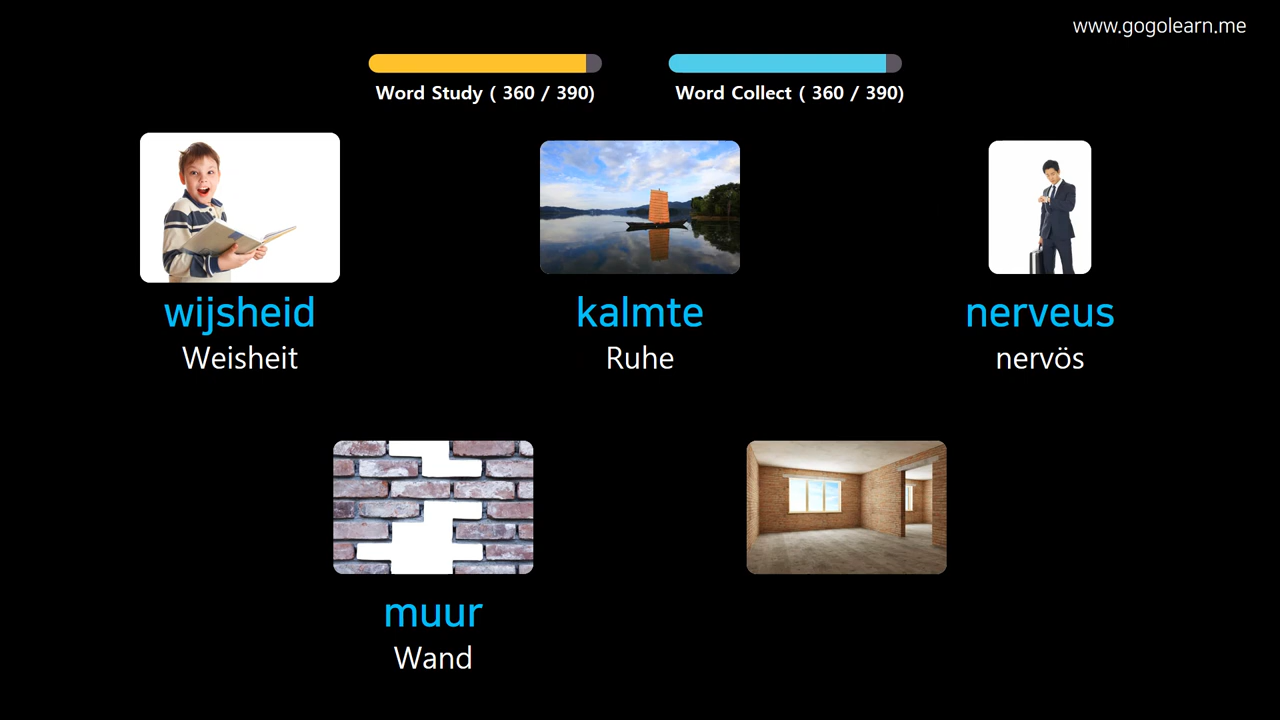 www.gogolearn.me
Word Study ( 360 / 390)
Word Collect ( 360 / 390)
wijsheid
Weisheit
kalmte
Ruhe
nerveus
nervös
muur
Wand